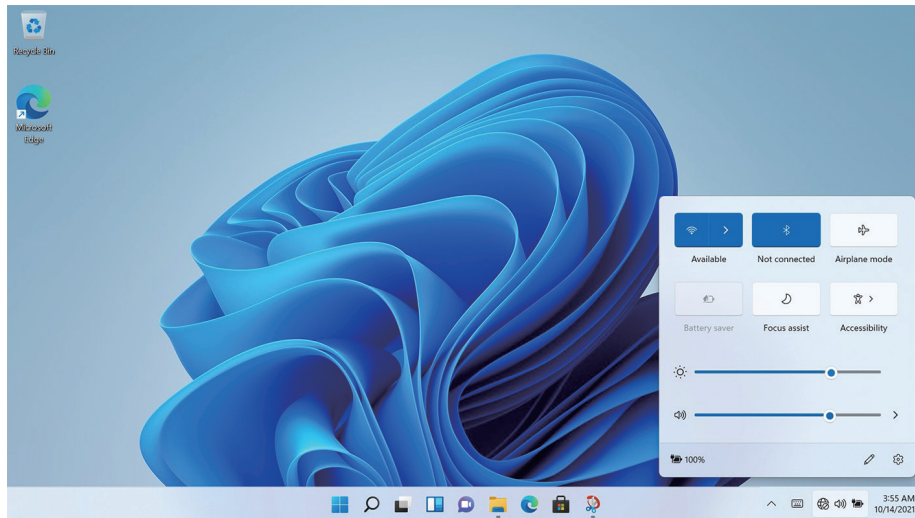 Recycle Bin
Microsoft
Edge
Available
Not connected
Airplane mode
Battery saver
Focus assist
Accessibility
100%
3:55 AM
10/14/2021